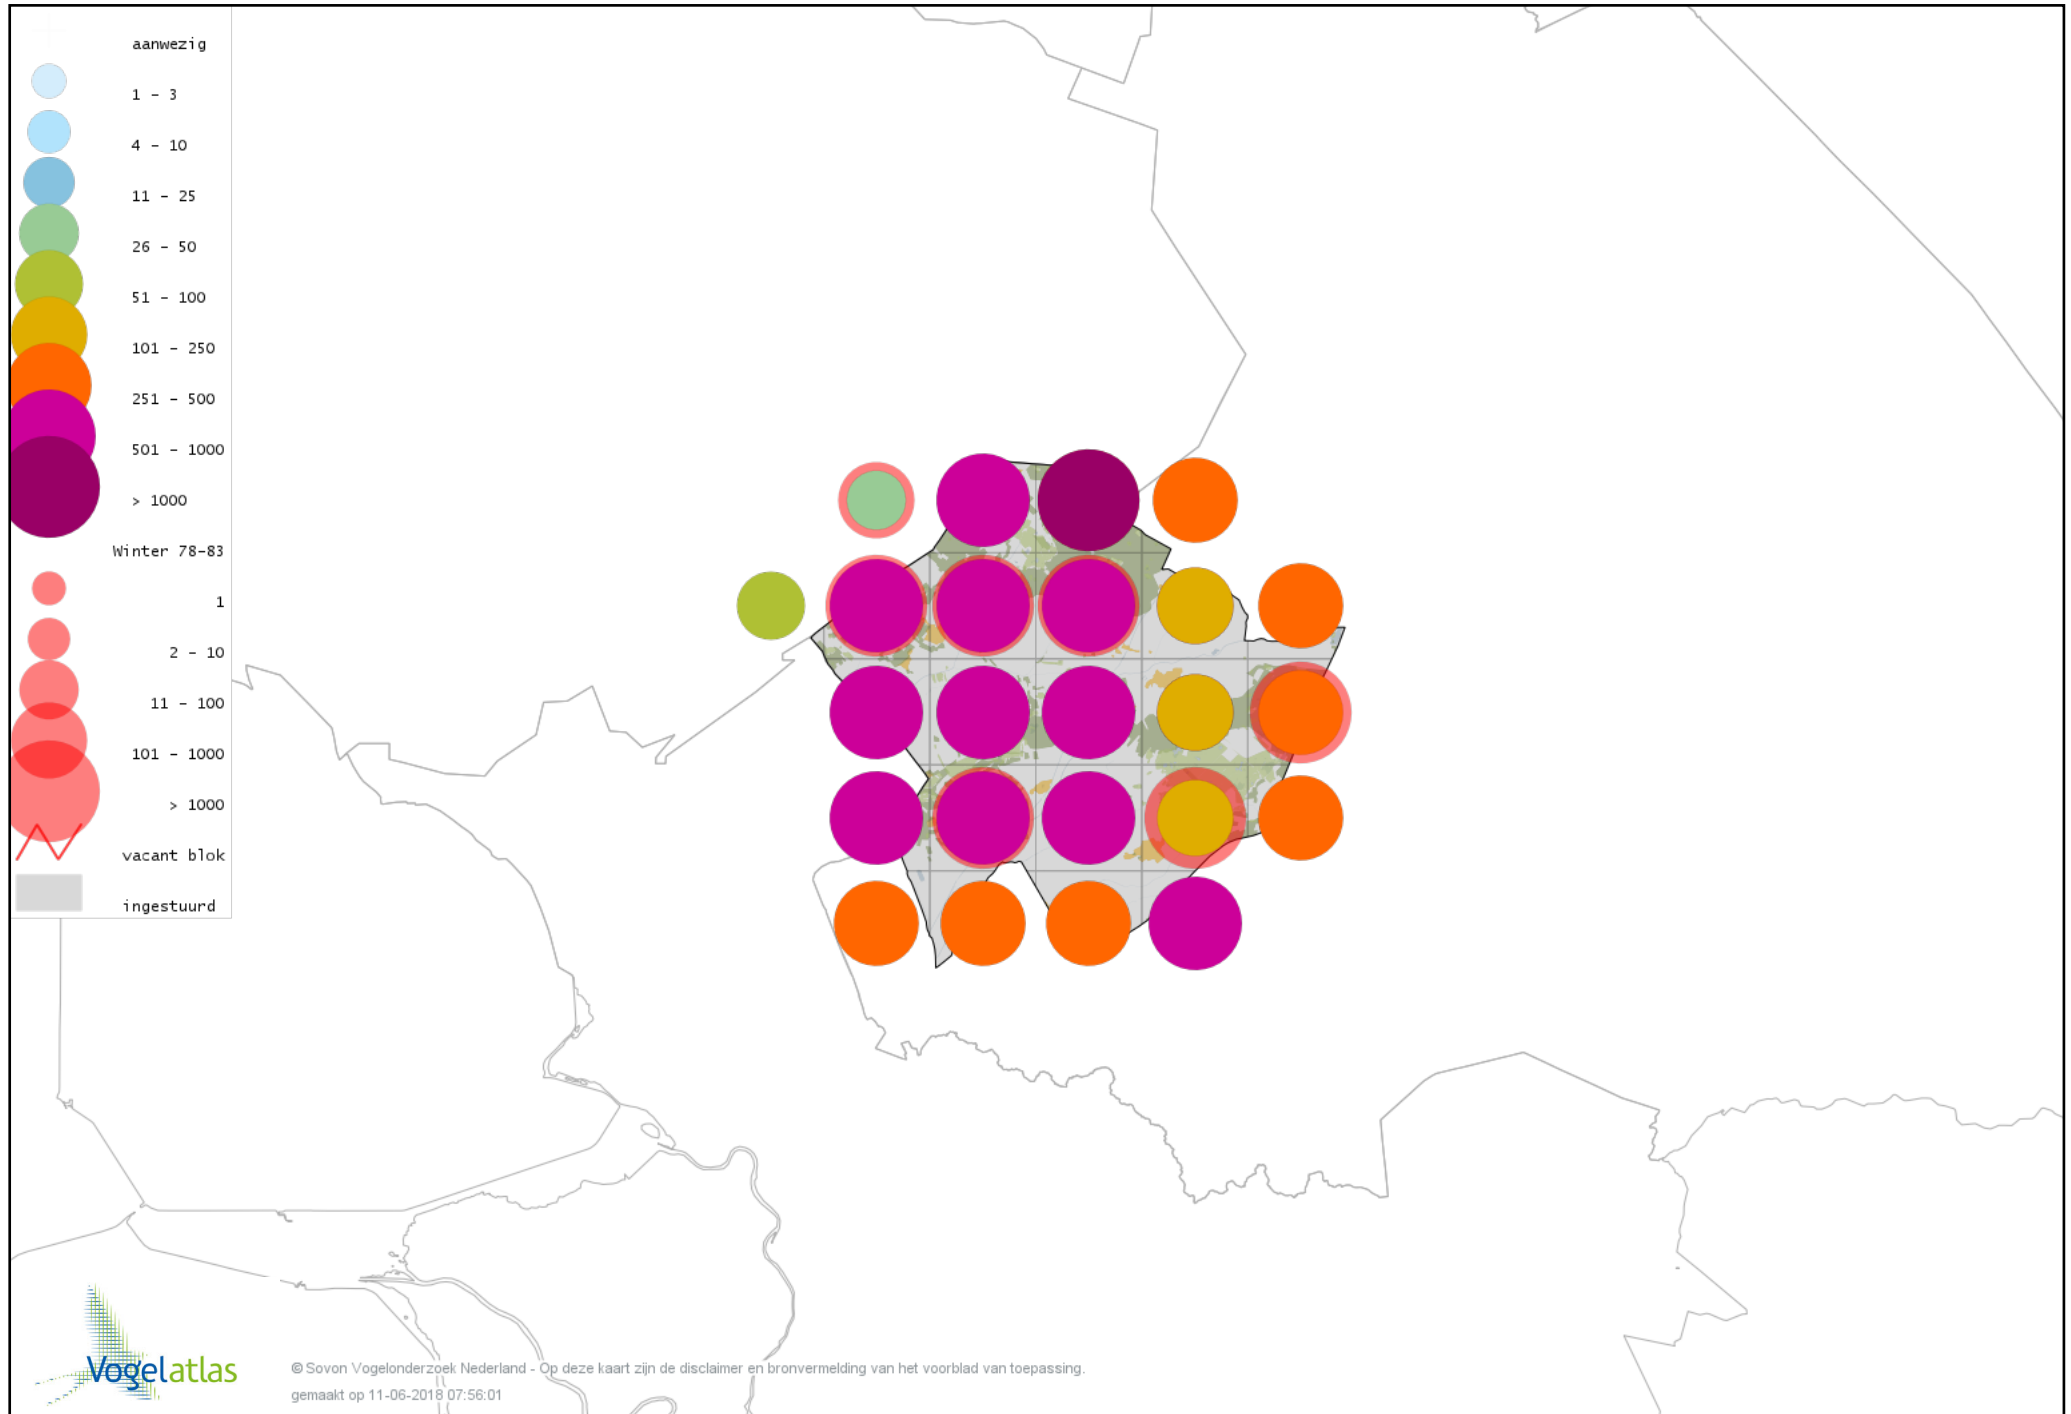 aanwezig
1 - 3
4 - 10
11 - 25
26 - 50
51 - 100
101 - 250
251 - 500
501 - 1000
> 1000
Winter 78-83
1
2 - 10
11 - 100
101 - 1000
> 1000
vacant blok
ingestuurd
Vogelatlas
© Sovon Vogelonderzoek Nederland - Op deze kaart zijn de disclaimer en bronvermelding van het voorblad van toepassing.
gemaakt op 11-06-2018 07:56:01